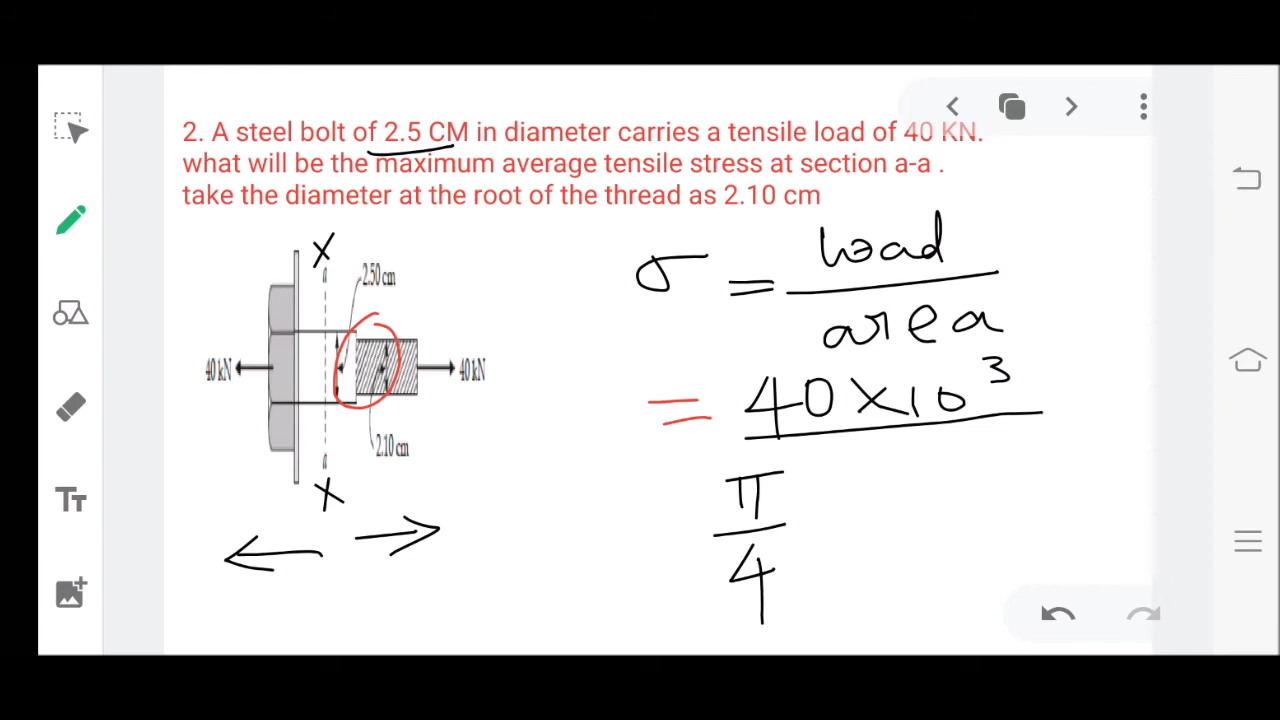 2. A steel bolt of 2.5 CM in diameter carries a tensile load of 40 KN.
what will be the maximum average tensile stress at section a-a .
take the diameter at the root of the thread as 2.10 cm
X
2.50 cm
40 kN
40 kN
2.10 cm
X
σ = load
area
= 40 × 10³
π
4
TT